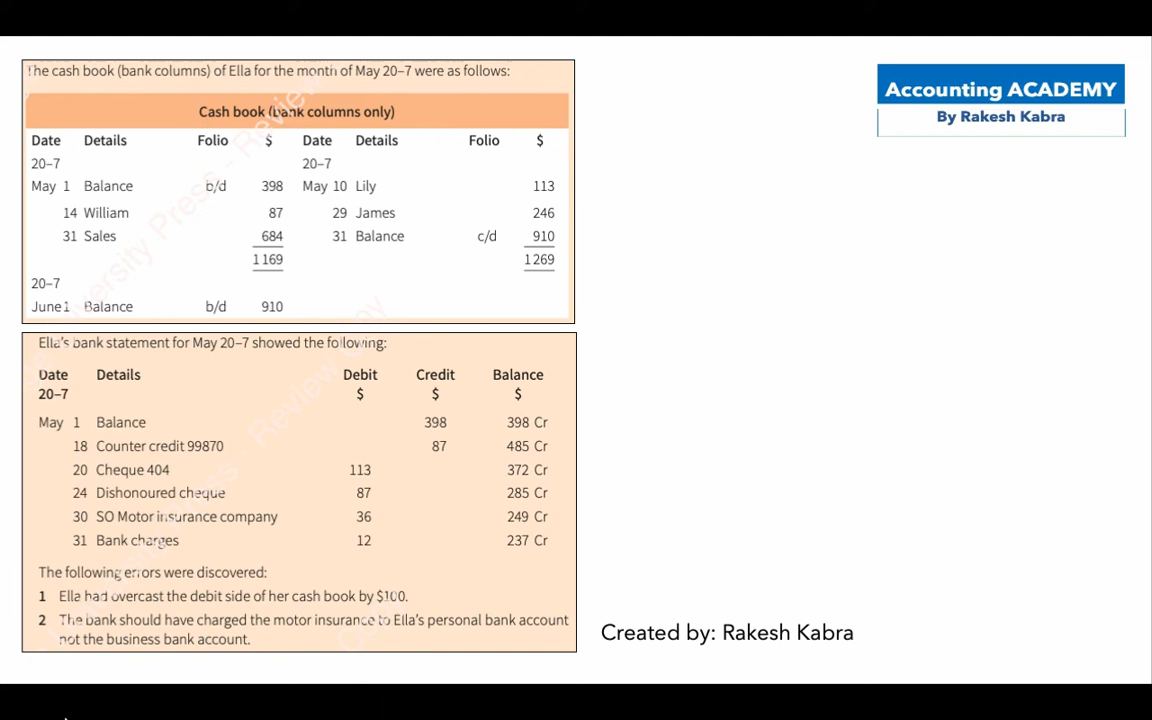 The cash book (bank columns) of Ella for the month of May 20–7 were as follows:
Cash book (bank columns only)
Date Details Folio $ Date Details Folio $
20–7 20–7
May 1 Balance b/d 398 May 10 Lily 113
14 William 87 29 James 246
31 Sales 684 31 Balance c/d 910
1169 1269
20–7
June 1 Balance b/d 910
Ella's bank statement for May 20–7 showed the following:
Date Details Debit Credit Balance
20–7 $ $ $
May 1 Balance 398 398 Cr
18 Counter credit 99870 87 485 Cr
20 Cheque 404 113 372 Cr
24 Dishonoured cheque 87 285 Cr
30 SO Motor insurance company 36 249 Cr
31 Bank charges 12 237 Cr
The following errors were discovered:
1 Ella had overcast the debit side of her cash book by $100.
2 The bank should have charged the motor insurance to Ella's personal bank account
not the business bank account.
Accounting ACADEMY
By Rakesh Kabra
Created by: Rakesh Kabra